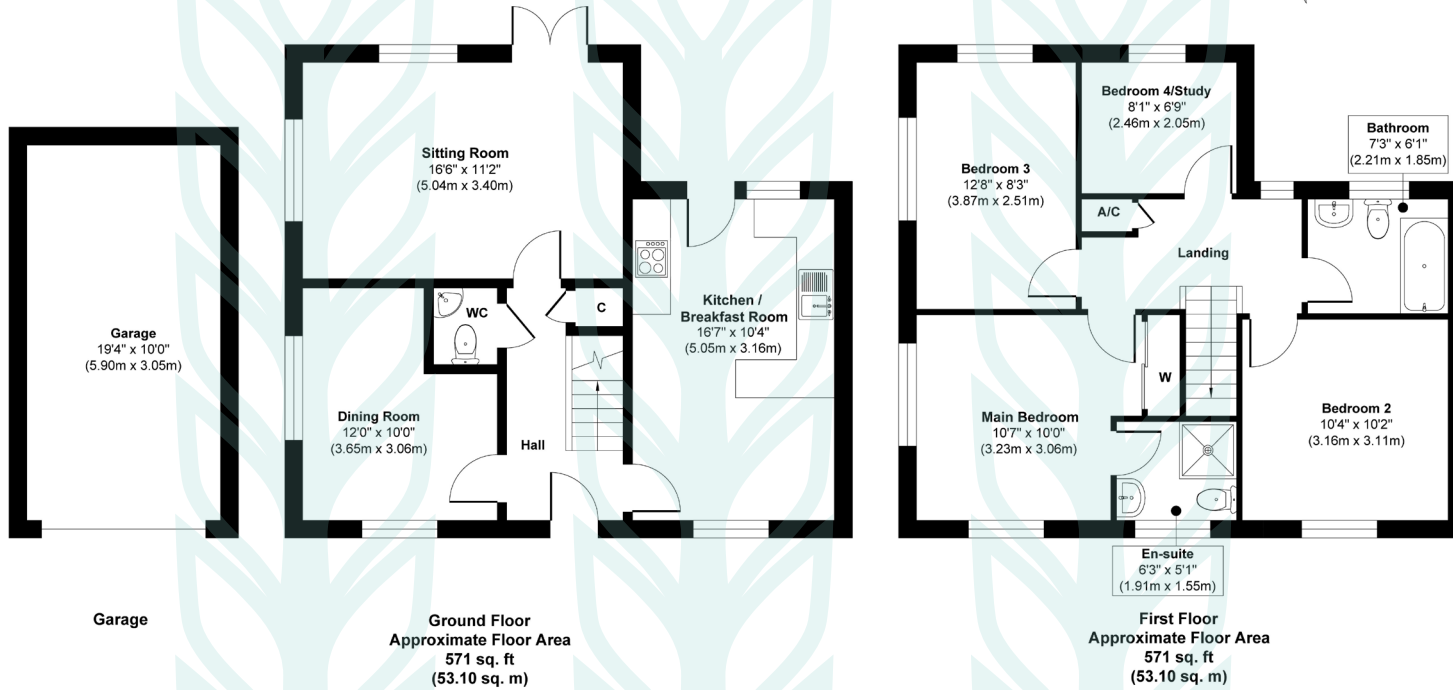 Garage
19'4" x 10'0"
(5.90m x 3.05m)
Garage
Sitting Room
16'6" x 11'2"
(5.04m x 3.40m)
WC
C
Kitchen /
Breakfast Room
16'7" x 10'4"
(5.05m x 3.16m)
Dining Room
12'0" x 10'0"
(3.65m x 3.06m)
Hall
Ground Floor
Approximate Floor Area
571 sq. ft
(53.10 sq. m)
Bedroom 4/Study
8'1" x 6'9"
(2.46m x 2.05m)
Bathroom
7'3" x 6'1"
(2.21m x 1.85m)
Bedroom 3
12'8" x 8'3"
(3.87m x 2.51m)
A/C
Landing
W
Main Bedroom
10'7" x 10'0"
(3.23m x 3.06m)
Bedroom 2
10'4" x 10'2"
(3.16m x 3.11m)
En-suite
6'3" x 5'1"
(1.91m x 1.55m)
First Floor
Approximate Floor Area
571 sq. ft
(53.10 sq. m)